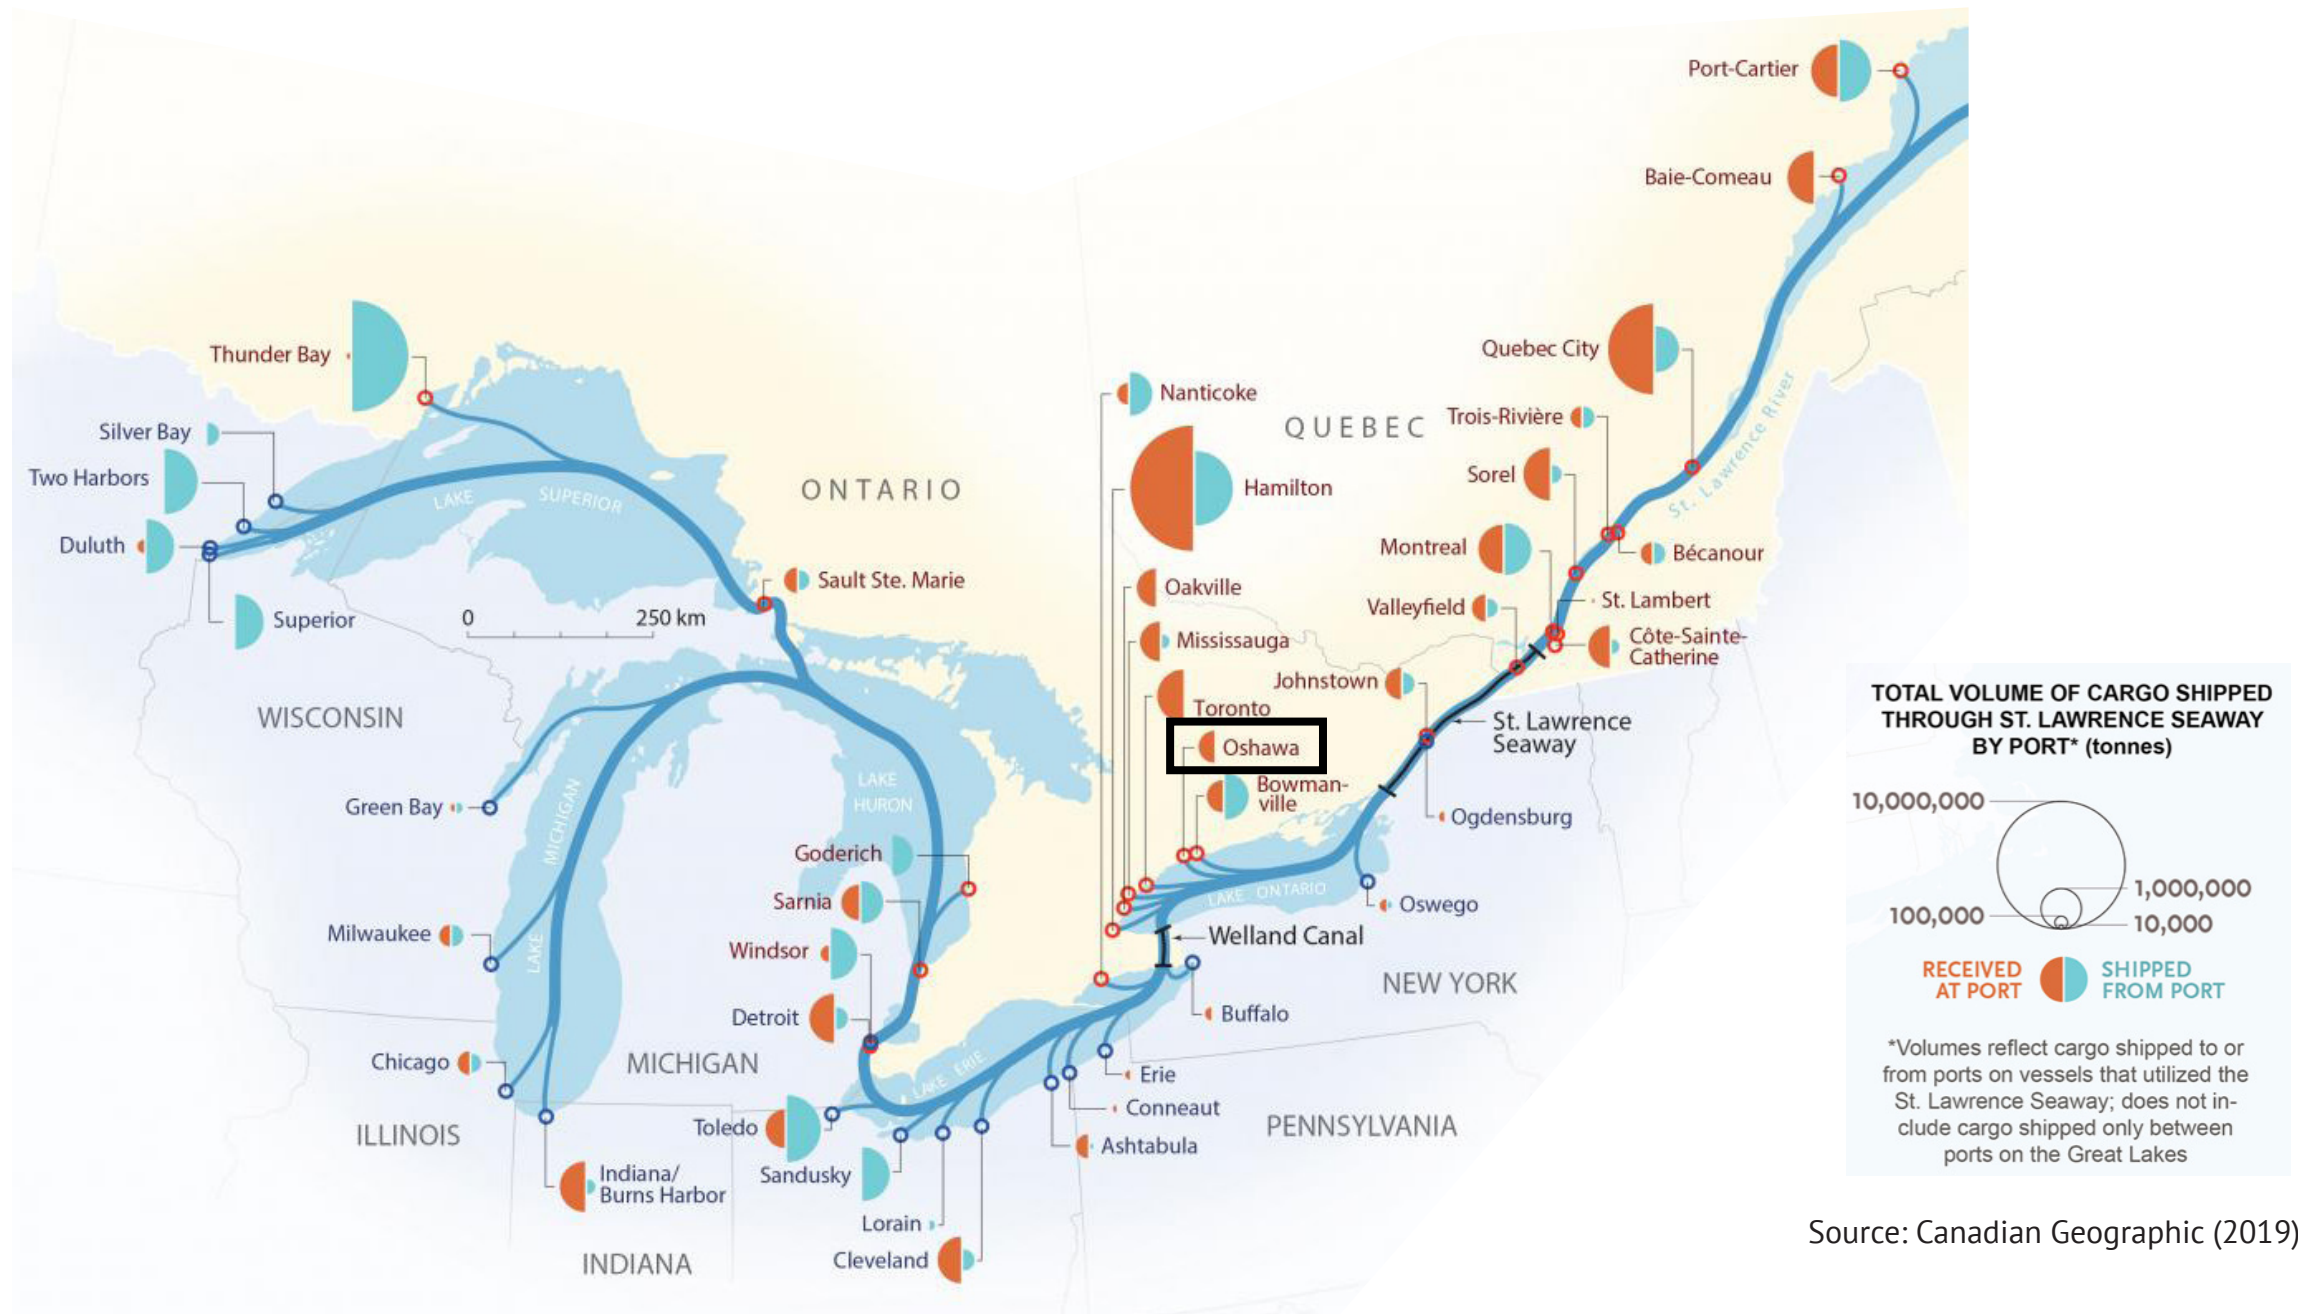 Port-Cartier
Baie-Comeau
Thunder Bay
Silver Bay
Two Harbors
Duluth
Superior
LAKE SUPERIOR
ONTARIO
Sault Ste. Marie
0 250 km
WISCONSIN
Green Bay
LAKE MICHIGAN
Milwaukee
Chicago
ILLINOIS
Indiana/
Burns Harbor
INDIANA
MICHIGAN
LAKE
HURON
Goderich
Sarnia
Windsor
Detroit
Toledo
Sandusky
Lorain
Cleveland
LAKE ERIE
Nanticoke
Hamilton
Oakville
Mississauga
Toronto
Oshawa
Bowman-
ville
QUEBEC
Quebec City
Trois-Rivière
Sorel
Montreal
Valleyfield
Johnstown
Bécanour
St. Lambert
Côte-Sainte-
Catherine
St. Lawrence River
St. Lawrence
Seaway
Ogdensburg
LAKE ONTARIO
Oswego
Welland Canal
NEW YORK
Buffalo
Erie
Conneaut
Ashtabula
PENNSYLVANIA
TOTAL VOLUME OF CARGO SHIPPED
THROUGH ST. LAWRENCE SEAWAY
BY PORT* (tonnes)
10,000,000
1,000,000
100,000
10,000
RECEIVED
AT PORT
SHIPPED
FROM PORT
*Volumes reflect cargo shipped to or
from ports on vessels that utilized the
St. Lawrence Seaway; does not in-
clude cargo shipped only between
ports on the Great Lakes
Source: Canadian Geographic (2019)